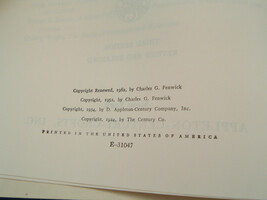 Copyright Renewed, 1962, by Charles G. Fenwick
Copyright, 1952, by Charles G. Fenwick
Copyright, 1934, by D. Appleton-Century Company, Inc.
Copyright, 1924, by The Century Co.
PRINTED IN THE UNITED STATES OF AMERICA
E-31047